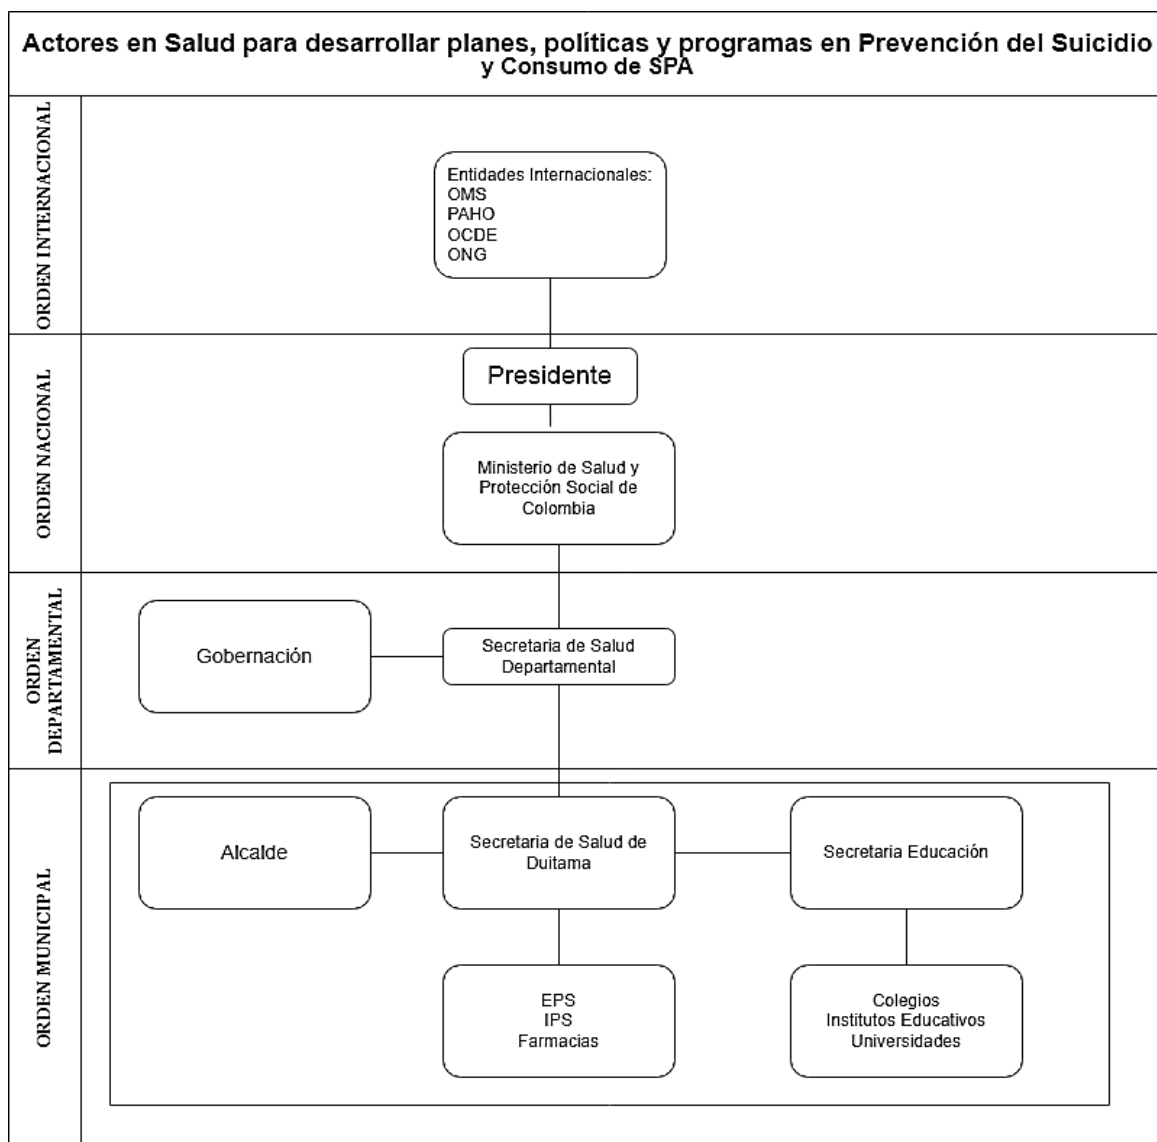 Actores en Salud para desarrollar planes, políticas y programas en Prevención del Suicidio
y Consumo de SPA
ORDEN INTERNACIONAL
Entidades Internacionales:
OMS
PAHO
OCDE
ONG
ORDEN NACIONAL
Presidente
Ministerio de Salud y
Protección Social de
Colombia
ORDEN
DEPARTAMENTAL
Gobernación
Secretaria de Salud
Departamental
ORDEN MUNICIPAL
Alcalde
Secretaria de Salud de
Duitama
Secretaria Educación
EPS
IPS
Farmacias
Colegios
Institutos Educativos
Universidades